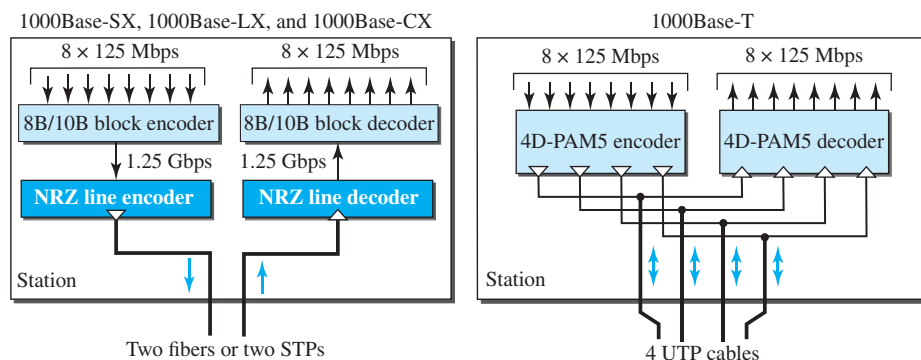 1000Base-SX, 1000Base-LX, and 1000Base-CX
8 × 125 Mbps
8 × 125 Mbps
8B/10B block encoder
8B/10B block decoder
1.25 Gbps
1.25 Gbps
NRZ line encoder
NRZ line decoder
Station
Two fibers or two STPs
1000Base-T
8 × 125 Mbps
8 × 125 Mbps
4D-PAM5 encoder
4D-PAM5 decoder
Station
4 UTP cables